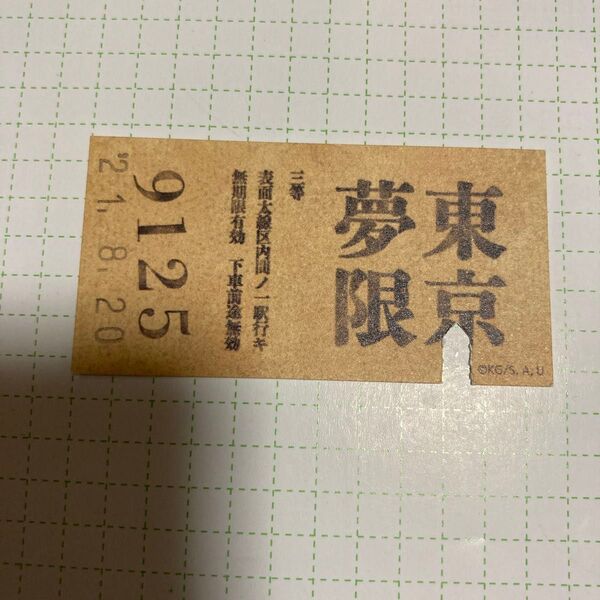 東京
夢限
三等
表面太線区内間ノ一駅行キ
無期限有効 下車前途無効
9125
'21.8.20
©KG/S,A,U